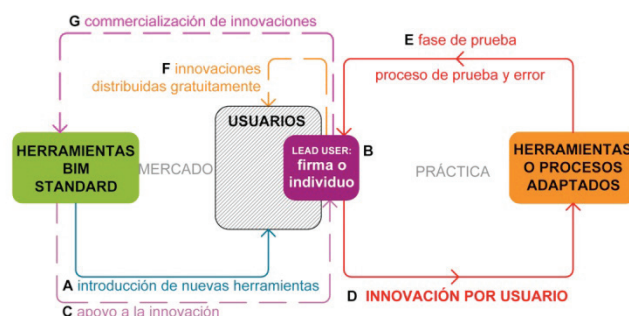 G commercialización de innovaciones
E fase de prueba
proceso de prueba y error
F innovaciones
distribuidas gratuitamente
USUARIOS
HERRAMIENTAS
BIM
STANDARD
MERCADO
LEAD USER:
firma o
individuo
B
PRÁCTICA
HERRAMIENTAS
O PROCESOS
ADAPTADOS
A introducción de nuevas herramientas
D INNOVACIÓN POR USUARIO
C apoyo a la innovación